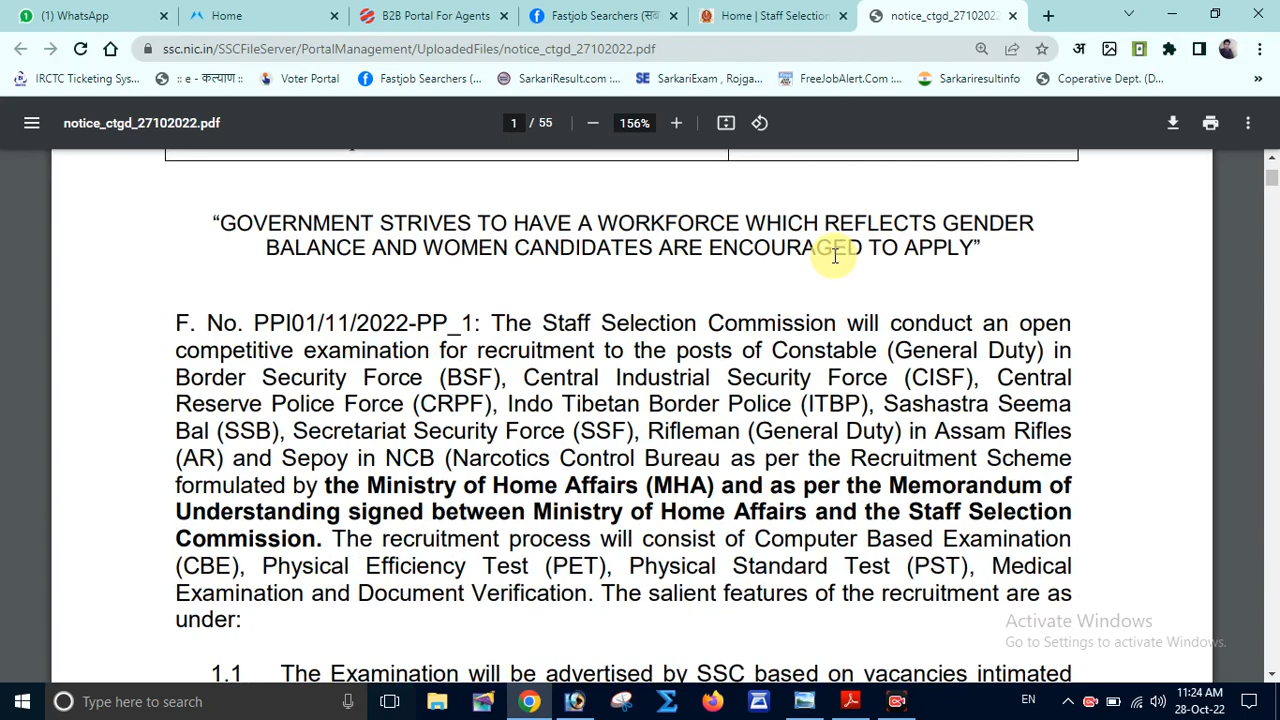 (1) WhatsApp
Home
B2B Portal For Agents
Fastjob Searchers (सब
Home | Staff Selection
notice_ctgd_27102022.pdf
ssc.nic.in/SSCFileServer/PortalManagement/UploadedFiles/notice_ctgd_27102022.pdf
अ
IRCTC Ticketing Sys...
:: e - कल्याण ::
Voter Portal
Fastjob Searchers (...
SarkariResult.com :...
SE
SarkariExam , Rojga...
FreeJobAlert.Com :...
Sarkariresultinfo
Coperative Dept. (D...
»
notice_ctgd_27102022.pdf
1 / 55
156%
“GOVERNMENT STRIVES TO HAVE A WORKFORCE WHICH REFLECTS GENDER
BALANCE AND WOMEN CANDIDATES ARE ENCOURAGED TO APPLY”
F. No. PPI01/11/2022-PP_1: The Staff Selection Commission will conduct an open
competitive examination for recruitment to the posts of Constable (General Duty) in
Border Security Force (BSF), Central Industrial Security Force (CISF), Central
Reserve Police Force (CRPF), Indo Tibetan Border Police (ITBP), Sashastra Seema
Bal (SSB), Secretariat Security Force (SSF), Rifleman (General Duty) in Assam Rifles
(AR) and Sepoy in NCB (Narcotics Control Bureau as per the Recruitment Scheme
formulated by the Ministry of Home Affairs (MHA) and as per the Memorandum of
Understanding signed between Ministry of Home Affairs and the Staff Selection
Commission. The recruitment process will consist of Computer Based Examination
(CBE), Physical Efficiency Test (PET), Physical Standard Test (PST), Medical
Examination and Document Verification. The salient features of the recruitment are as
under:
1.1 The Examination will be advertised by SSC based on vacancies intimated
Activate Windows
Go to Settings to activate Windows.
Type here to search
EN
11:24 AM
28-Oct-22